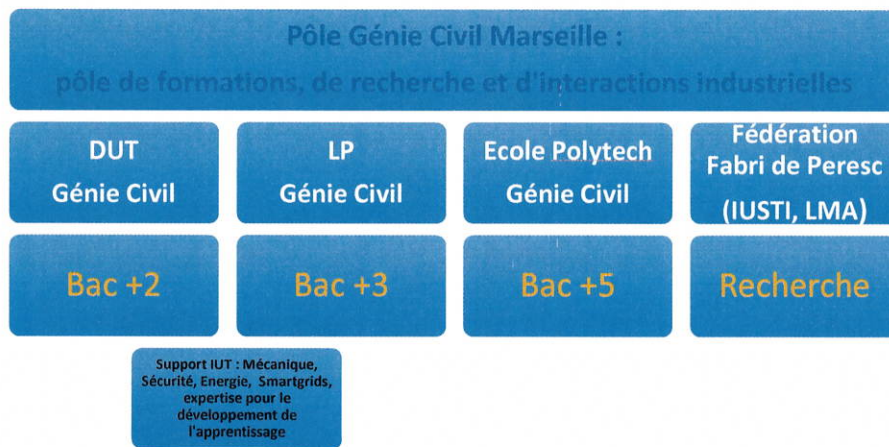 Pôle Génie Civil Marseille :
pôle de formations, de recherche et d'interactions industrielles
DUT
Génie Civil
LP
Génie Civil
Ecole Polytech
Génie Civil
Fédération
Fabri de Peresc
(IUSTI, LMA)
Bac +2
Bac +3
Bac +5
Recherche
Support IUT : Mécanique,
Sécurité, Energie, Smartgrids,
expertise pour le
développement de
l'apprentissage